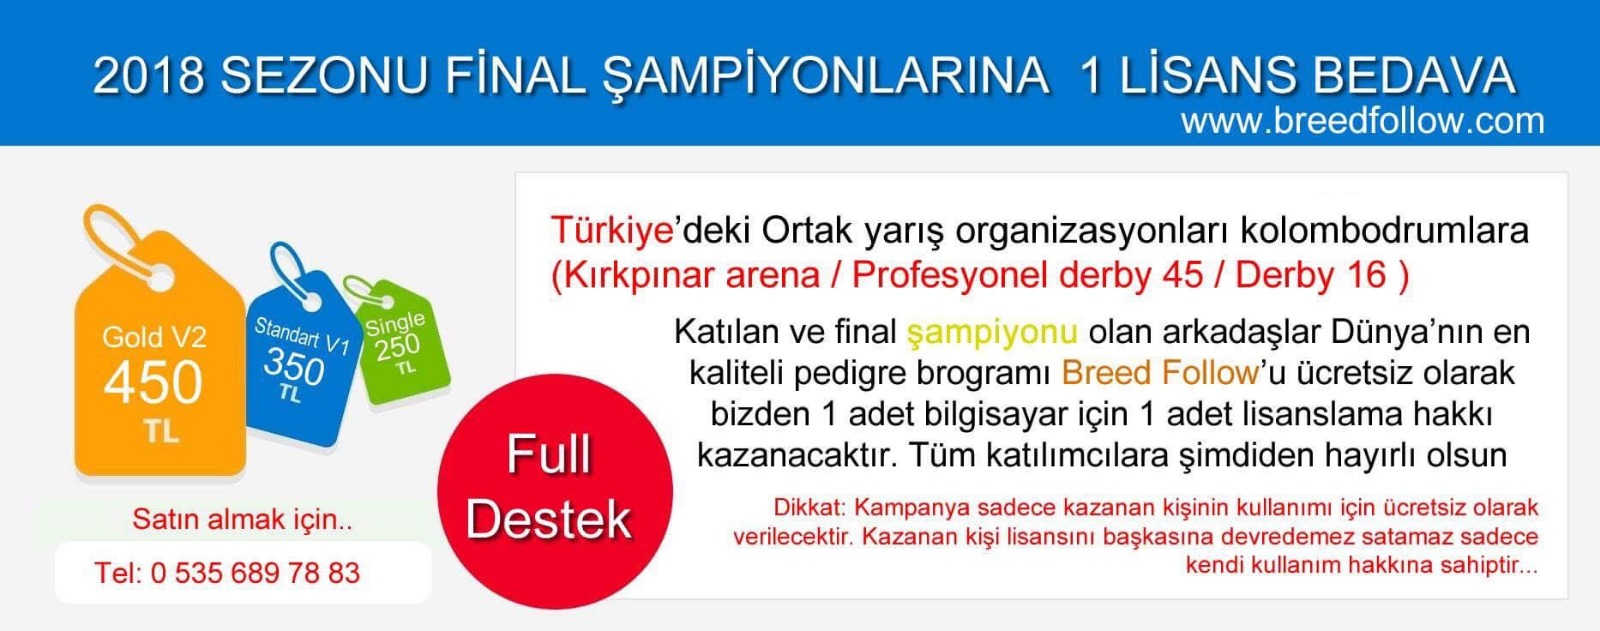 2018 SEZONU FİNAL ŞAMPİYONLARINA 1 LİSANS BEDAVA
www.breedfollow.com
Gold V2
450
TL
Standart V1
350
TL
Single
250
TL
Satın almak için..
Tel: 0 535 689 78 83
Full
Destek
Türkiye’deki Ortak yarış organizasyonları kolombodrumlara
(Kırkpınar arena / Profesyonel derby 45 / Derby 16 )
Katılan ve final şampiyonu olan arkadaşlar Dünya’nın en
kaliteli pedigre brogramı Breed Follow’u ücretsiz olarak
bizden 1 adet bilgisayar için 1 adet lisanslama hakkı
kazanacaktır. Tüm katılımcılara şimdiden hayırlı olsun
Dikkat: Kampanya sadece kazanan kişinin kullanımı için ücretsiz olarak
verilecektir. Kazanan kişi lisansını başkasına devredemez satamaz sadece
kendi kullanım hakkına sahiptir...